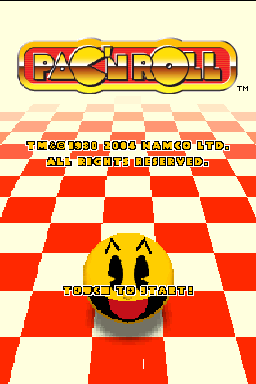 PAC'N ROLL
TM
TM&©1980 2004 NAMCO LTD.
ALL RIGHTS RESERVED.
TOUCH TO START!